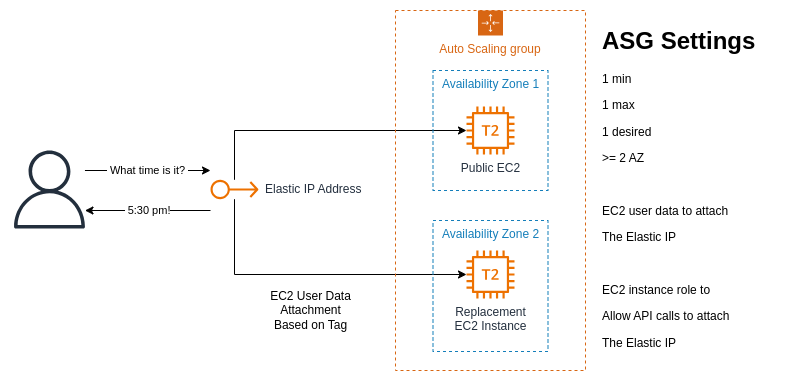 Auto Scaling group
Availability Zone 1
T2
Public EC2
What time is it?
5:30 pm!
Elastic IP Address
Availability Zone 2
T2
Replacement
EC2 Instance
EC2 User Data
Attachment
Based on Tag
ASG Settings
1 min
1 max
1 desired
>= 2 AZ
EC2 user data to attach
The Elastic IP
EC2 instance role to
Allow API calls to attach
The Elastic IP